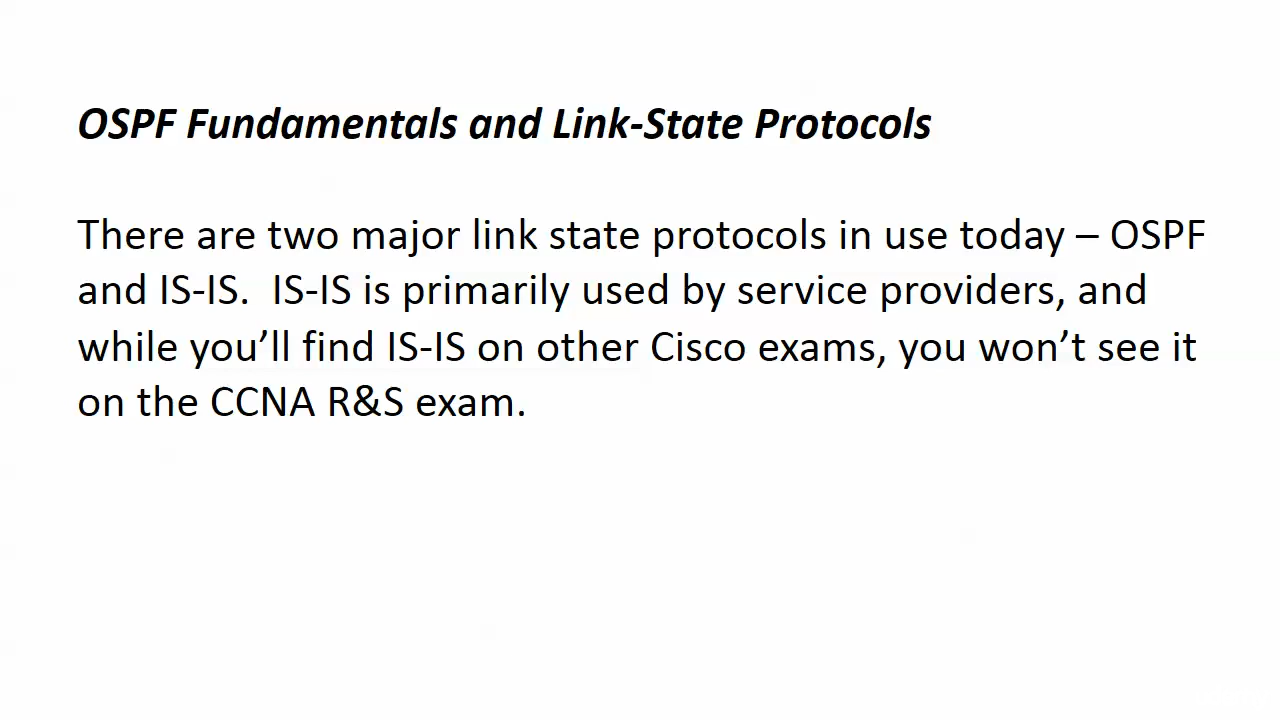 OSPF Fundamentals and Link-State Protocols
There are two major link state protocols in use today – OSPF
and IS-IS.  IS-IS is primarily used by service providers, and
while you’ll find IS-IS on other Cisco exams, you won’t see it
on the CCNA R&S exam.